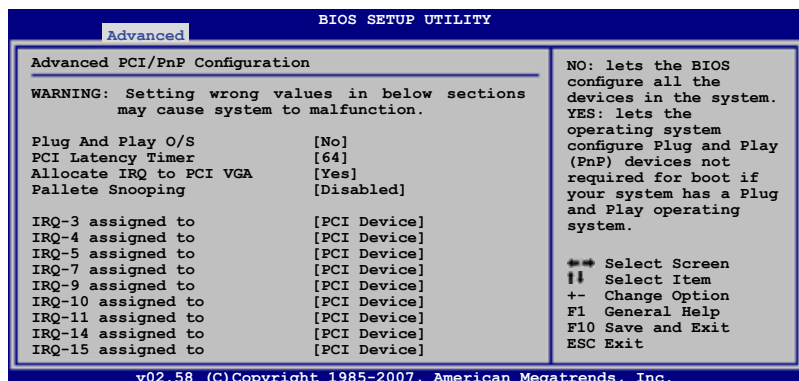 BIOS SETUP UTILITY
Advanced
Advanced PCI/PnP Configuration
WARNING: Setting wrong values in below sections
may cause system to malfunction.
Plug And Play O/S [No]
PCI Latency Timer [64]
Allocate IRQ to PCI VGA [Yes]
Pallete Snooping [Disabled]
IRQ-3 assigned to [PCI Device]
IRQ-4 assigned to [PCI Device]
IRQ-5 assigned to [PCI Device]
IRQ-7 assigned to [PCI Device]
IRQ-9 assigned to [PCI Device]
IRQ-10 assigned to [PCI Device]
IRQ-11 assigned to [PCI Device]
IRQ-14 assigned to [PCI Device]
IRQ-15 assigned to [PCI Device]
NO: lets the BIOS
configure all the
devices in the system.
YES: lets the
operating system
configure Plug and Play
(PnP) devices not
required for boot if
your system has a Plug
and Play operating
system.
Select Screen
Select Item
+- Change Option
F1 General Help
F10 Save and Exit
ESC Exit
v02.58 (C)Copyright 1985-2007, American Megatrends, Inc.